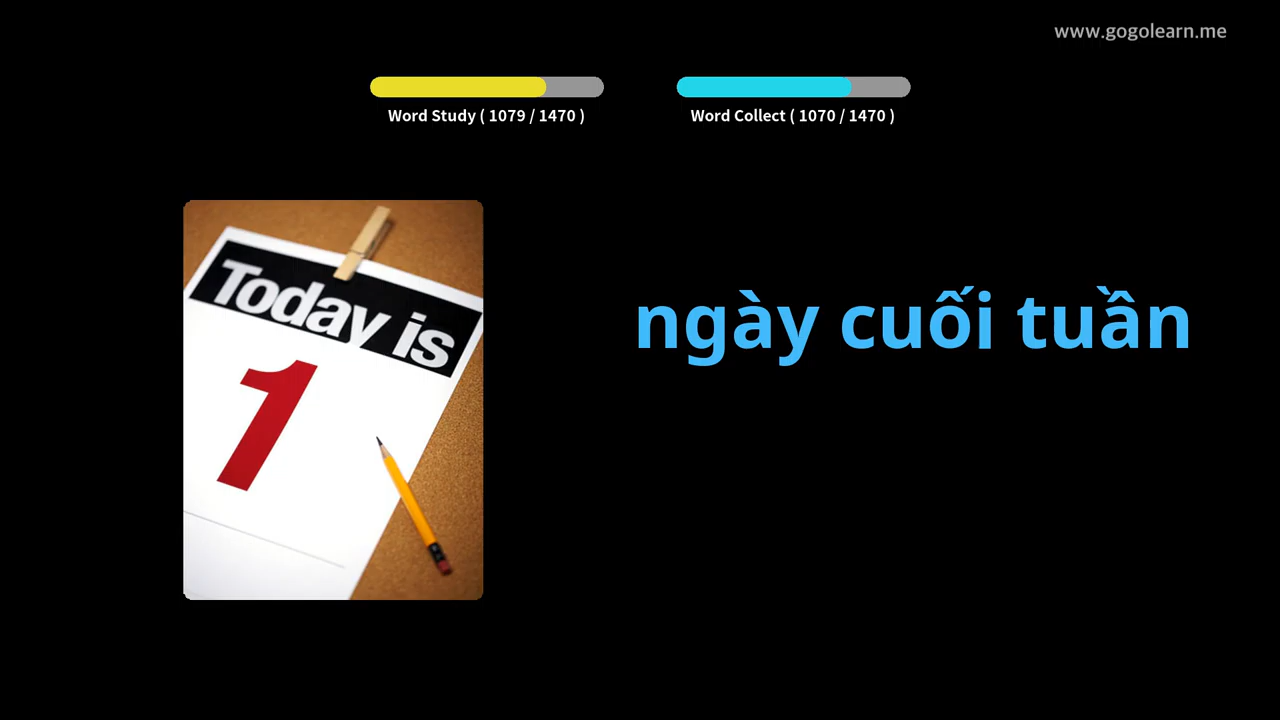 www.gogolearn.me
Word Study ( 1079 / 1470 )
Word Collect ( 1070 / 1470 )
Today is
1
ngày cuối tuần